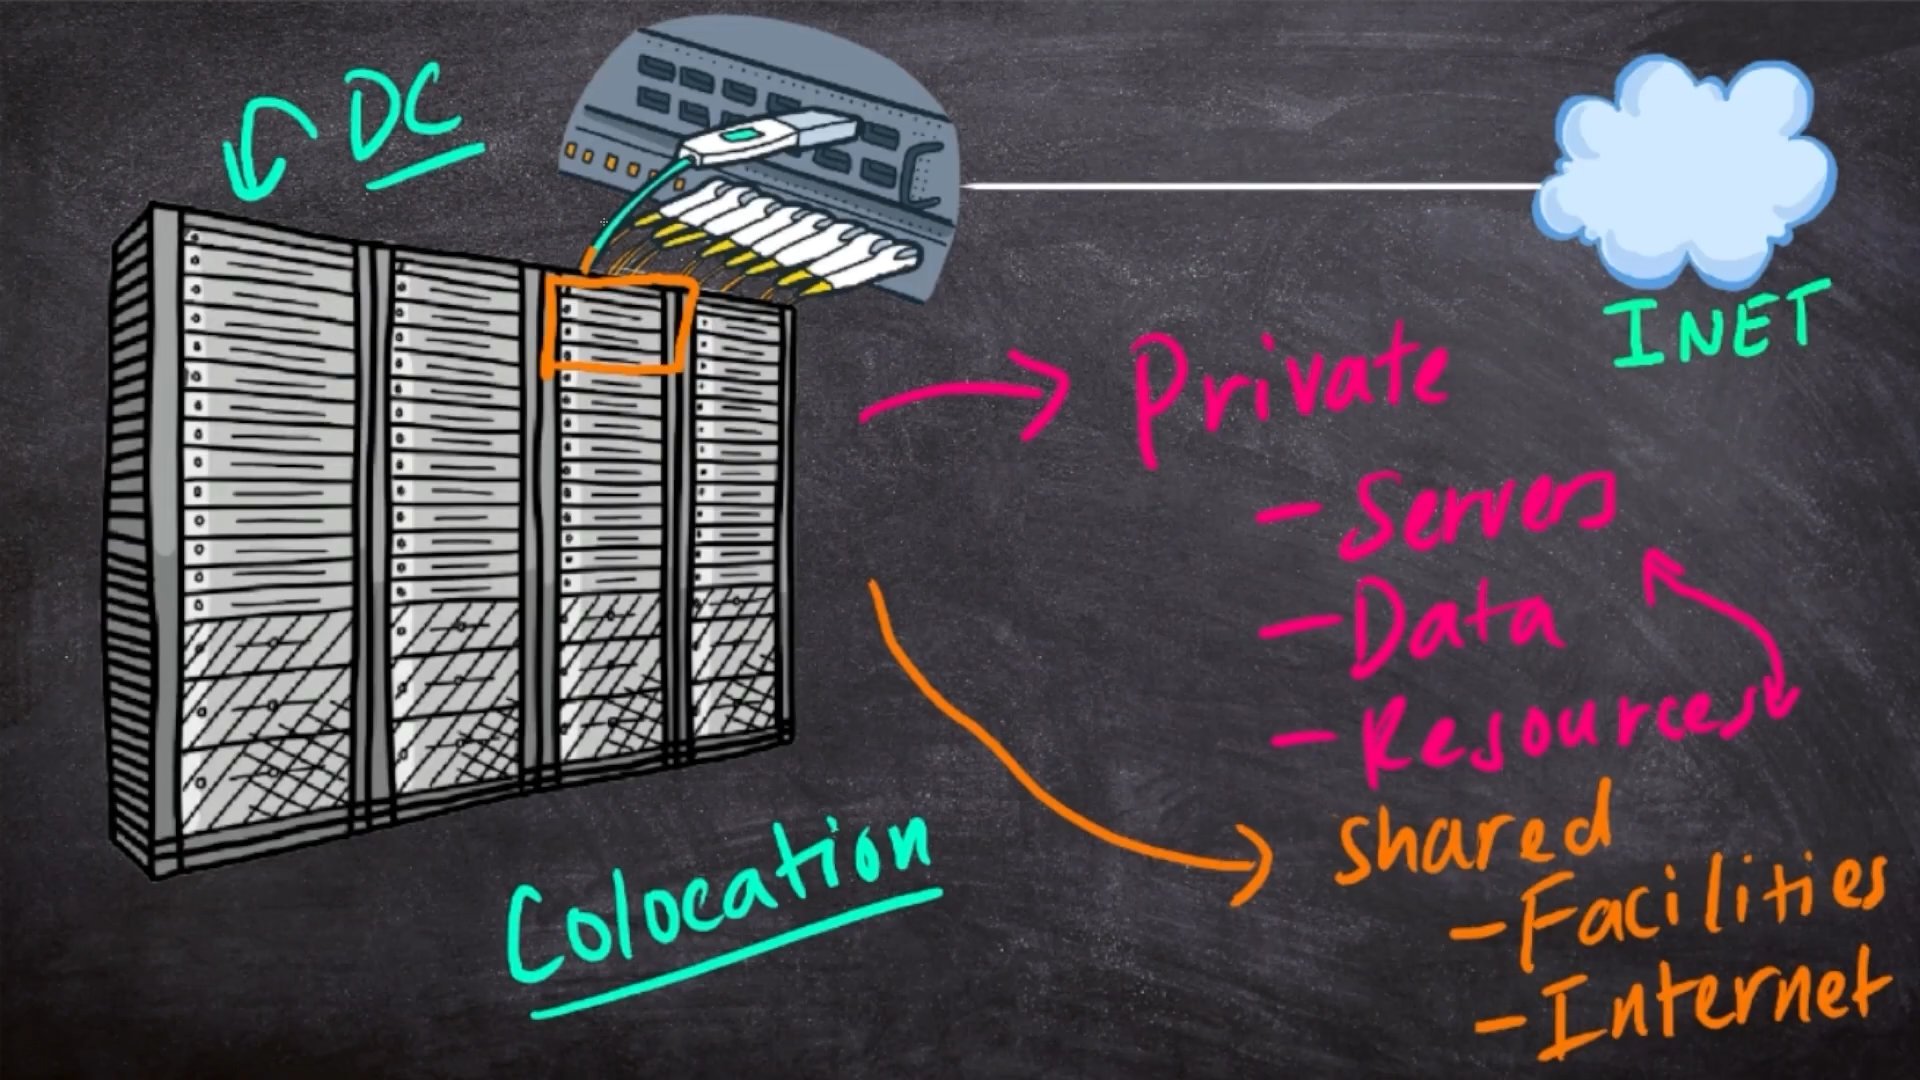 DC
INET
Private
- Servers
- Data
- Resources
Colocation
shared
- Facilities
- Internet